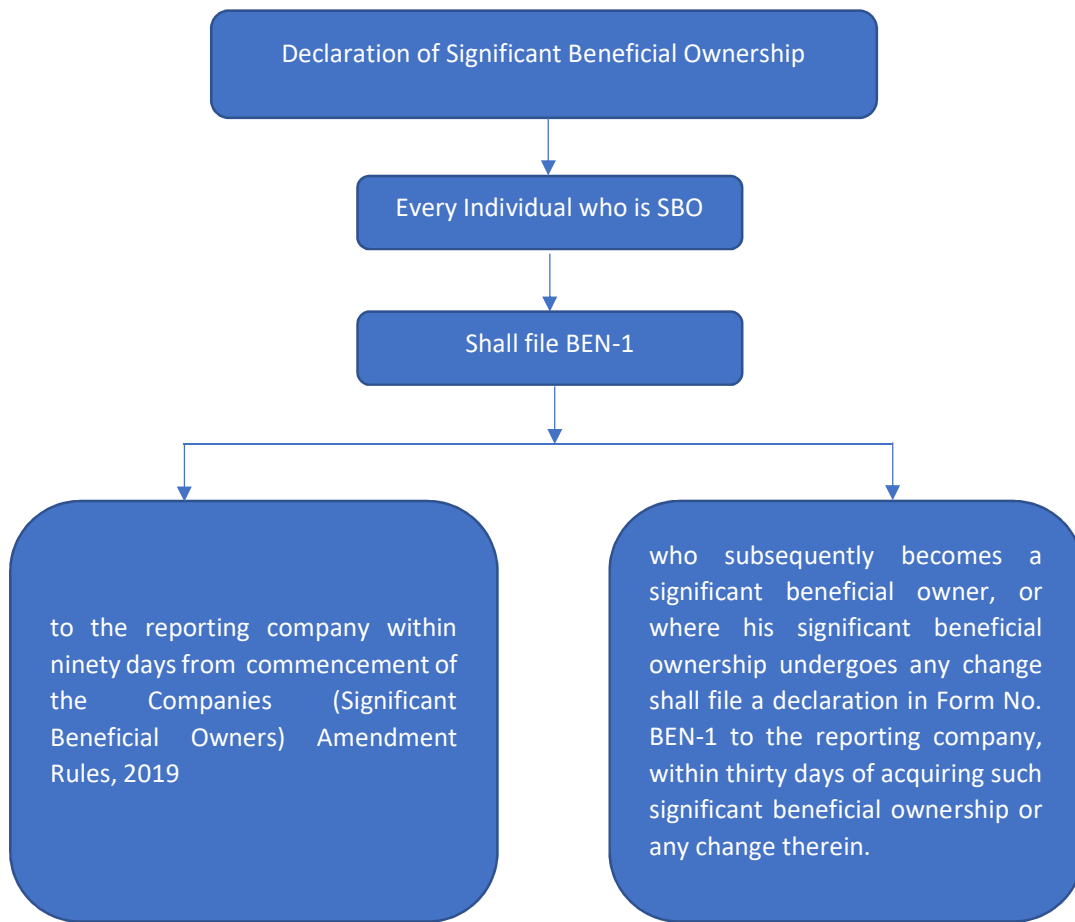 Declaration of Significant Beneficial Ownership
Every Individual who is SBO
Shall file BEN-1
to the reporting company within
ninety days from commencement of
the Companies (Significant
Beneficial Owners) Amendment
Rules, 2019
who subsequently becomes a
significant beneficial owner, or
where his significant beneficial
ownership undergoes any change
shall file a declaration in Form No.
BEN-1 to the reporting company,
within thirty days of acquiring such
significant beneficial ownership or
any change therein.